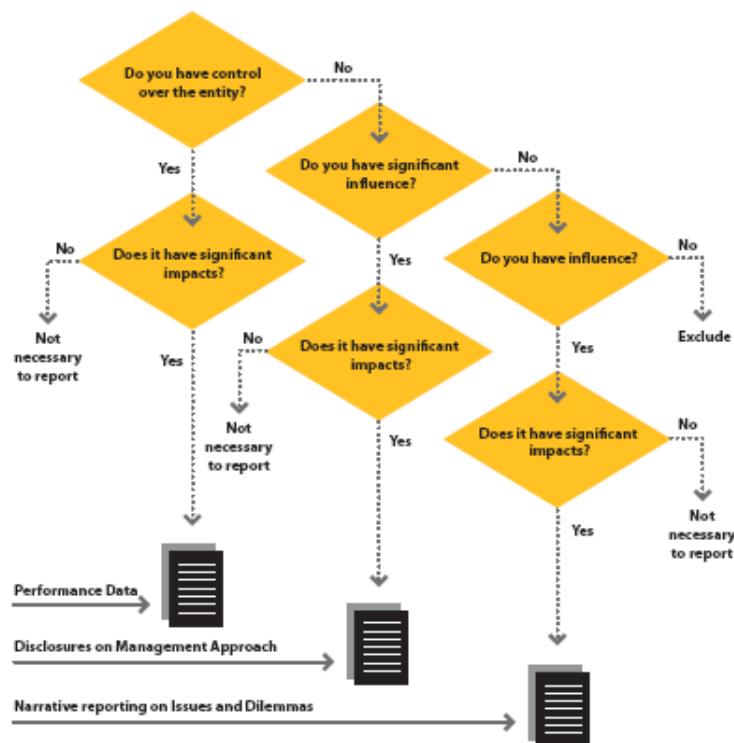 Do you have control
over the entity?
No
Do you have significant
influence?
No
Yes
Do you have influence?
No
Does it have significant
impacts?
No
Yes
Not
necessary
to report
Exclude
Does it have significant
impacts?
No
Yes
Yes
Not
necessary
to report
Does it have significant
impacts?
No
Yes
Yes
Not
necessary
to report
Performance Data
Disclosures on Management Approach
Narrative reporting on Issues and Dilemmas